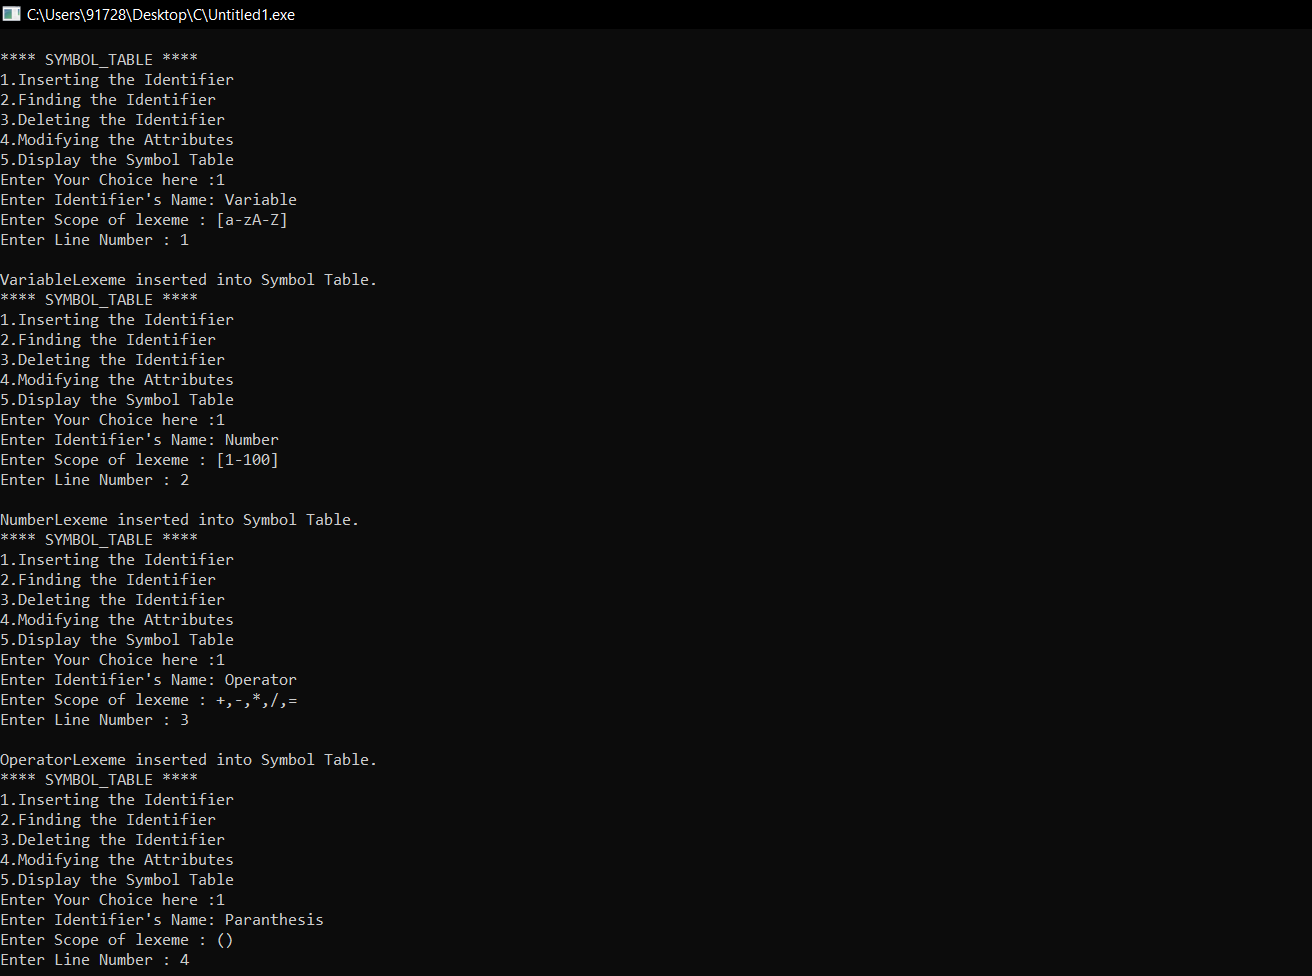 C:\Users\91728\Desktop\C\Untitled1.exe
**** SYMBOL_TABLE ****
1.Inserting the Identifier
2.Finding the Identifier
3.Deleting the Identifier
4.Modifying the Attributes
5.Display the Symbol Table
Enter Your Choice here :1
Enter Identifier's Name: Variable
Enter Scope of lexeme : [a-zA-Z]
Enter Line Number : 1
VariableLexeme inserted into Symbol Table.
**** SYMBOL_TABLE ****
1.Inserting the Identifier
2.Finding the Identifier
3.Deleting the Identifier
4.Modifying the Attributes
5.Display the Symbol Table
Enter Your Choice here :1
Enter Identifier's Name: Number
Enter Scope of lexeme : [1-100]
Enter Line Number : 2
NumberLexeme inserted into Symbol Table.
**** SYMBOL_TABLE ****
1.Inserting the Identifier
2.Finding the Identifier
3.Deleting the Identifier
4.Modifying the Attributes
5.Display the Symbol Table
Enter Your Choice here :1
Enter Identifier's Name: Operator
Enter Scope of lexeme : +,-,*,/,=
Enter Line Number : 3
OperatorLexeme inserted into Symbol Table.
**** SYMBOL_TABLE ****
1.Inserting the Identifier
2.Finding the Identifier
3.Deleting the Identifier
4.Modifying the Attributes
5.Display the Symbol Table
Enter Your Choice here :1
Enter Identifier's Name: Paranthesis
Enter Scope of lexeme : ()
Enter Line Number : 4